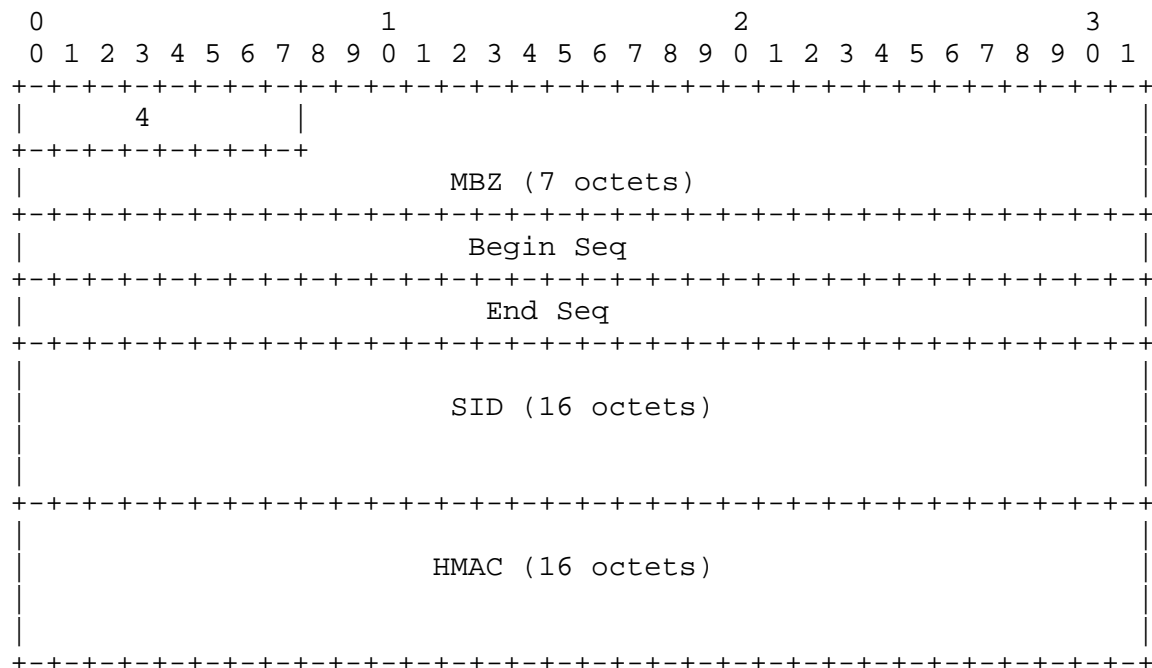 0                   1                   2                   3
 0 1 2 3 4 5 6 7 8 9 0 1 2 3 4 5 6 7 8 9 0 1 2 3 4 5 6 7 8 9 0 1
+-+-+-+-+-+-+-+-+-+-+-+-+-+-+-+-+-+-+-+-+-+-+-+-+-+-+-+-+-+-+-+-+
|      4        |                                               |
+-+-+-+-+-+-+-+-+                                               |
|                        MBZ (7 octets)                         |
+-+-+-+-+-+-+-+-+-+-+-+-+-+-+-+-+-+-+-+-+-+-+-+-+-+-+-+-+-+-+-+-+
|                         Begin Seq                             |
+-+-+-+-+-+-+-+-+-+-+-+-+-+-+-+-+-+-+-+-+-+-+-+-+-+-+-+-+-+-+-+-+
|                          End Seq                              |
+-+-+-+-+-+-+-+-+-+-+-+-+-+-+-+-+-+-+-+-+-+-+-+-+-+-+-+-+-+-+-+-+
|                                                               |
|                        SID (16 octets)                        |
|                                                               |
|                                                               |
+-+-+-+-+-+-+-+-+-+-+-+-+-+-+-+-+-+-+-+-+-+-+-+-+-+-+-+-+-+-+-+-+
|                                                               |
|                       HMAC (16 octets)                        |
|                                                               |
|                                                               |
+-+-+-+-+-+-+-+-+-+-+-+-+-+-+-+-+-+-+-+-+-+-+-+-+-+-+-+-+-+-+-+-+